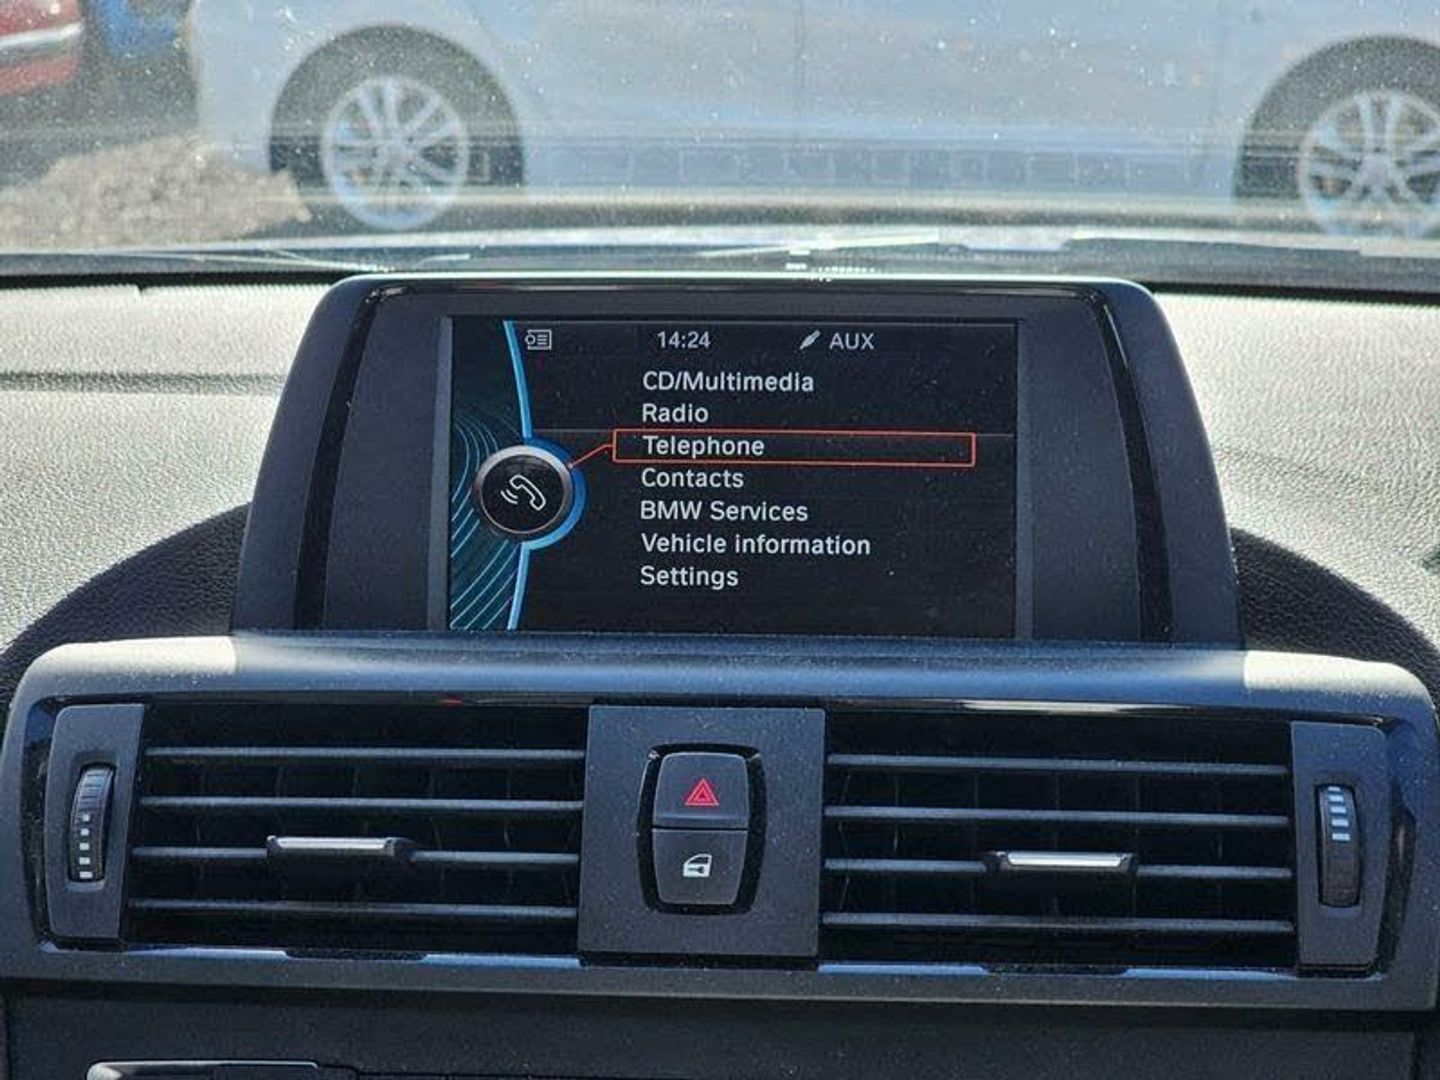 14:24 AUX
CD/Multimedia
Radio
Telephone
Contacts
BMW Services
Vehicle information
Settings